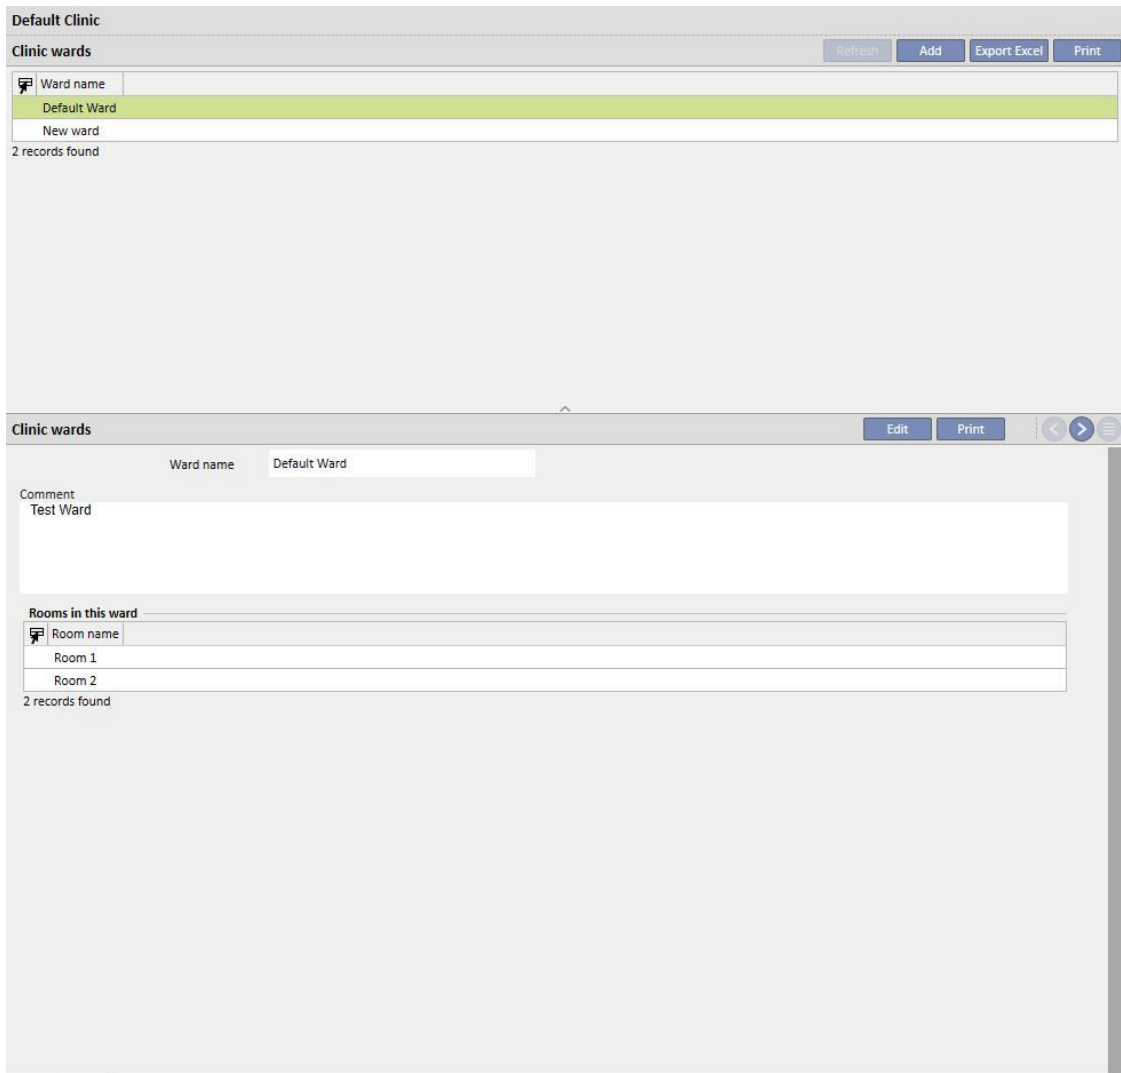 Default Clinic
Clinic wards Refresh Add Export Excel Print
Ward name
Default Ward
New ward
2 records found
Clinic wards Edit Print
Ward name Default Ward
Comment
Test Ward
Rooms in this ward
Room name
Room 1
Room 2
2 records found